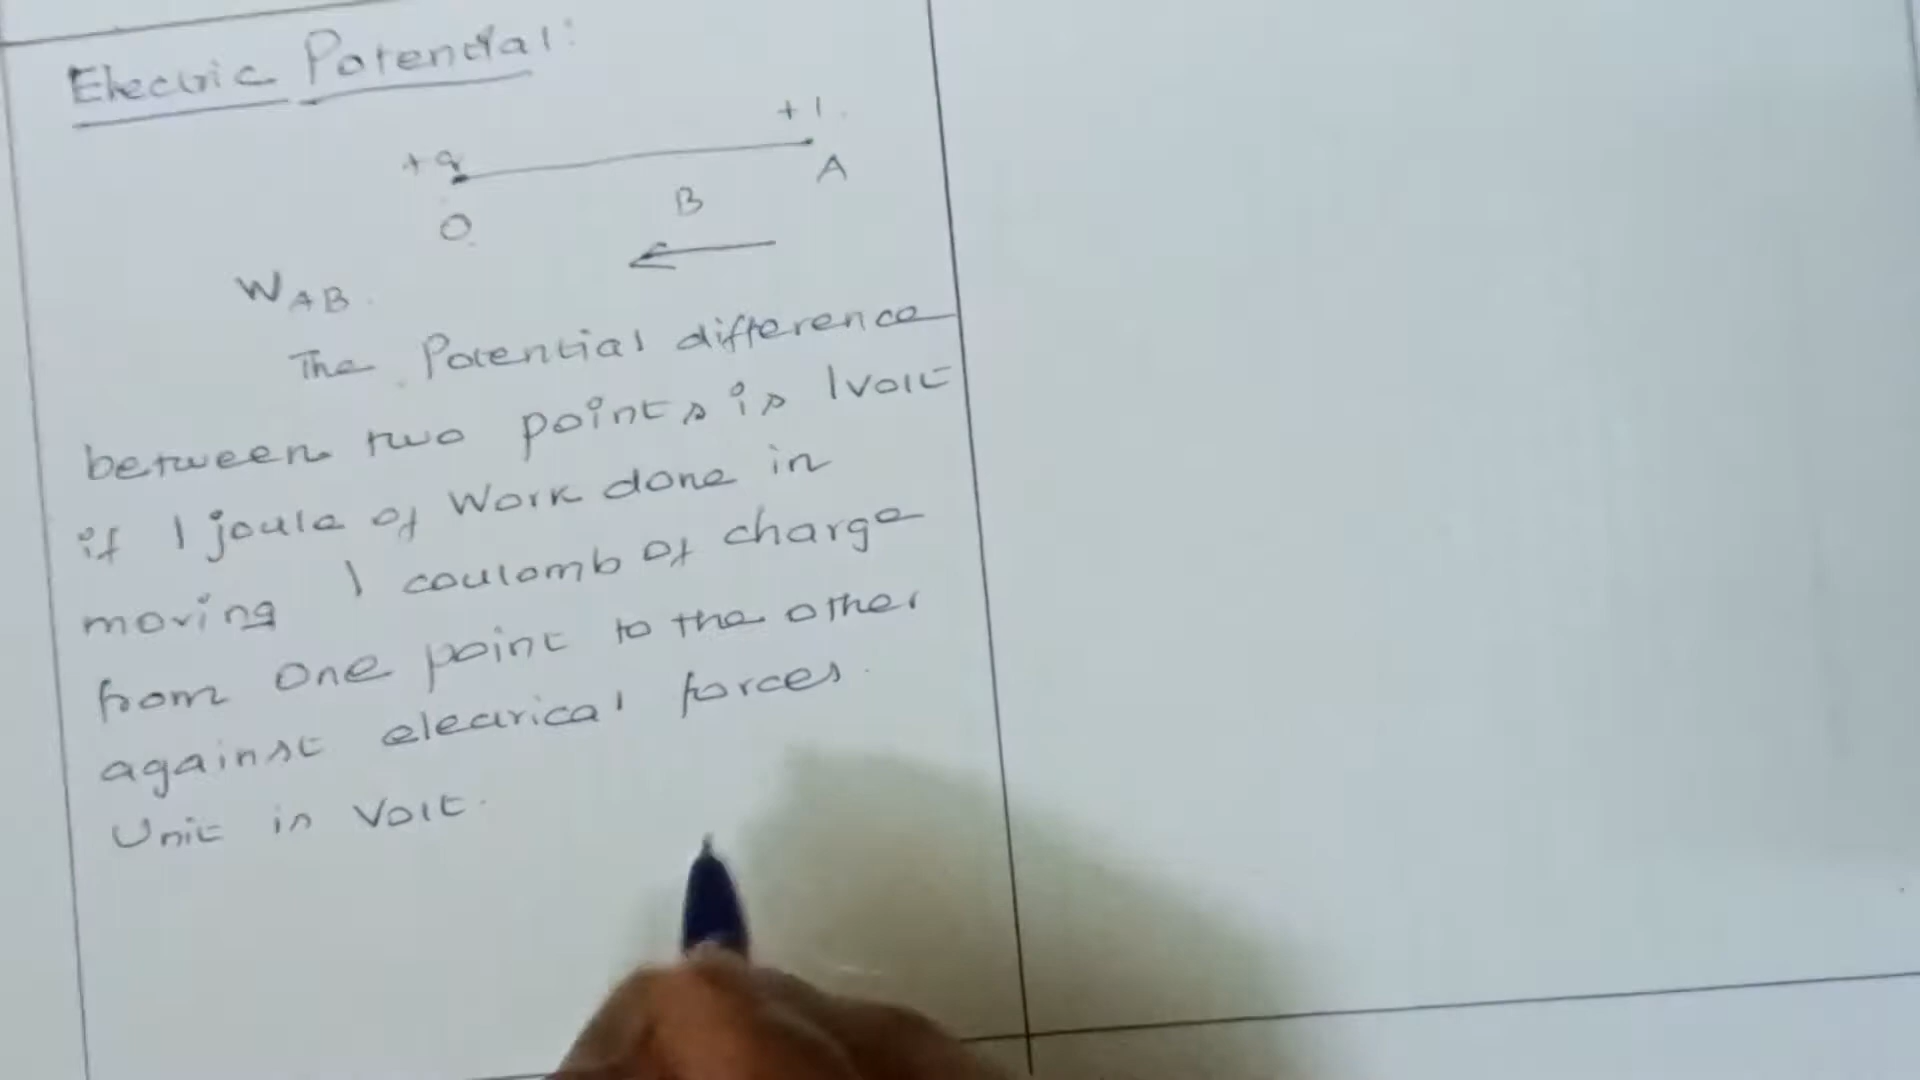 Electric Potential:
+1.
+q
A
B
O
WAB.
The Potential difference
between two points is 1volt
if 1 joule of Work done in
moving 1 coulomb of charge
from One point to the other
against electrical forces.
Unit is Volt.